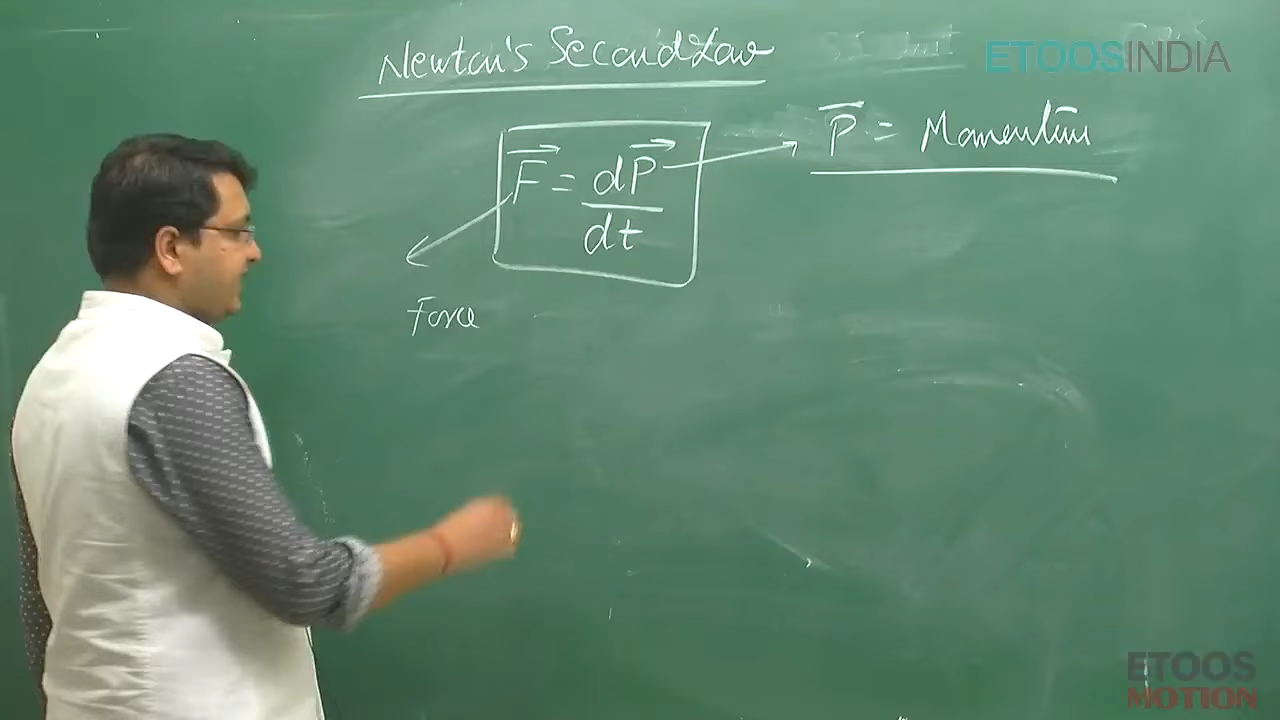 Newton's Second Law
ETOOSINDIA
F = dP/dt
P = Momentum
Force
ETOOS
MOTION